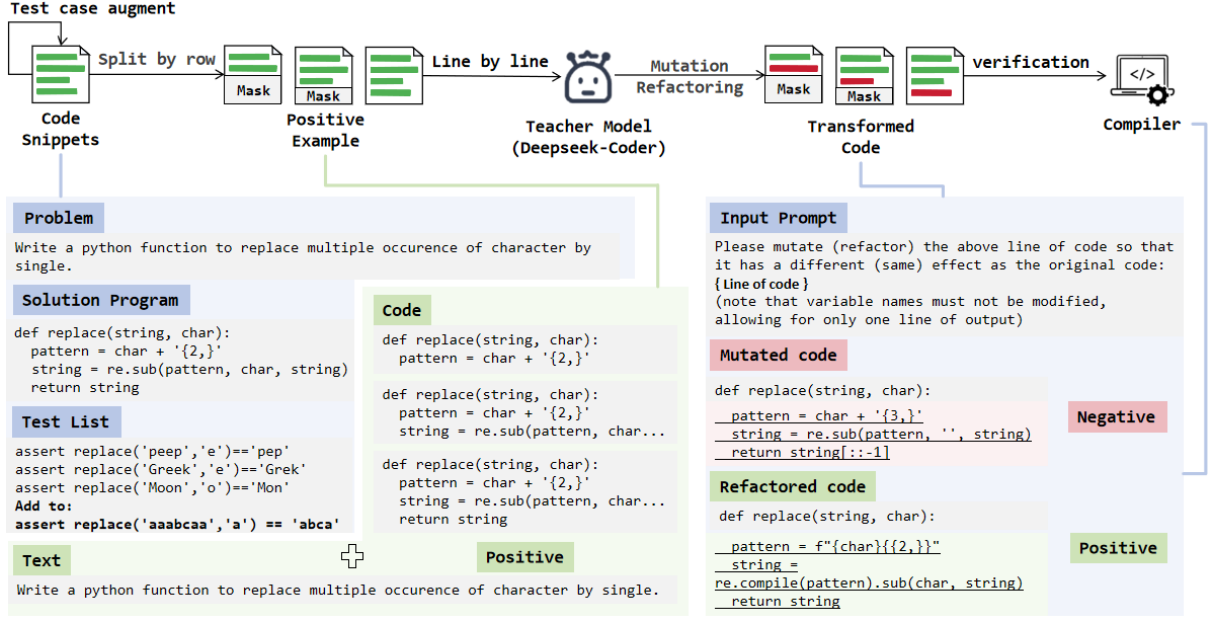 Test case augment
Split by row
Line by line
Mutation
Refactoring
verification
Mask
Mask
Mask
Mask
</>
Code
Snippets
Positive
Example
Teacher Model
(Deepseek-Coder)
Transformed
Code
Compiler
Problem
Write a python function to replace multiple occurence of character by
single.
Solution Program
def replace(string, char):
pattern = char + '{2,}'
string = re.sub(pattern, char, string)
return string
Test List
assert replace('peep','e')=='pep'
assert replace('Greek','e')=='Grek'
assert replace('Moon','o')=='Mon'
Add to:
assert replace('aaabcaa','a') == 'abca'
Code
def replace(string, char):
pattern = char + '{2,}'
def replace(string, char):
pattern = char + '{2,}'
string = re.sub(pattern, char...
def replace(string, char):
pattern = char + '{2,}'
string = re.sub(pattern, char...
return string
Text
Positive
Write a python function to replace multiple occurence of character by single.
Input Prompt
Please mutate (refactor) the above line of code so that
it has a different (same) effect as the original code:
{ Line of code }
(note that variable names must not be modified,
allowing for only one line of output)
Mutated code
def replace(string, char):
pattern = char + '{3,}'
string = re.sub(pattern, '', string)
return string[::-1]
Negative
Refactored code
def replace(string, char):
pattern = f"{char}{{2,}}"
string =
re.compile(pattern).sub(char, string)
return string
Positive